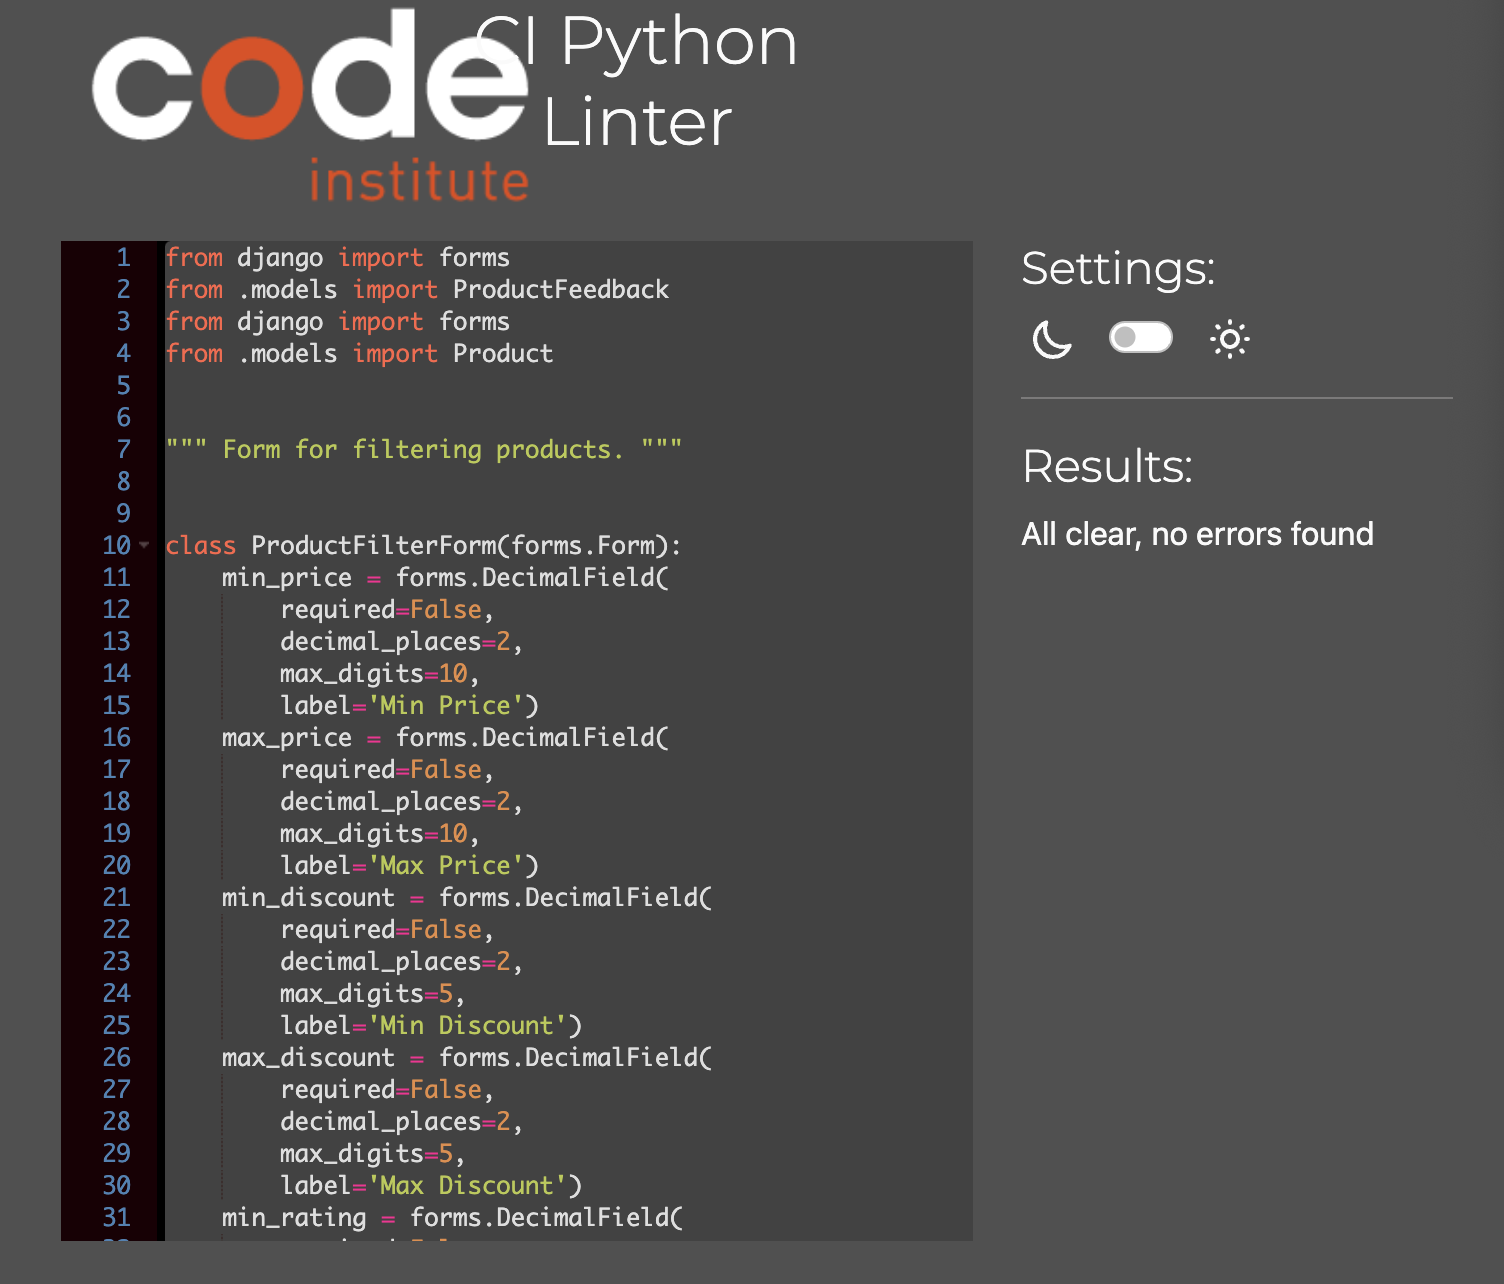 code
institute
CI Python
Linter
1 from django import forms
2 from .models import ProductFeedback
3 from django import forms
4 from .models import Product
5
6
7 """ Form for filtering products. """
8
9
10 class ProductFilterForm(forms.Form):
11     min_price = forms.DecimalField(
12         required=False,
13         decimal_places=2,
14         max_digits=10,
15         label='Min Price')
16     max_price = forms.DecimalField(
17         required=False,
18         decimal_places=2,
19         max_digits=10,
20         label='Max Price')
21     min_discount = forms.DecimalField(
22         required=False,
23         decimal_places=2,
24         max_digits=5,
25         label='Min Discount')
26     max_discount = forms.DecimalField(
27         required=False,
28         decimal_places=2,
29         max_digits=5,
30         label='Max Discount')
31     min_rating = forms.DecimalField(
Settings:
Results:
All clear, no errors found